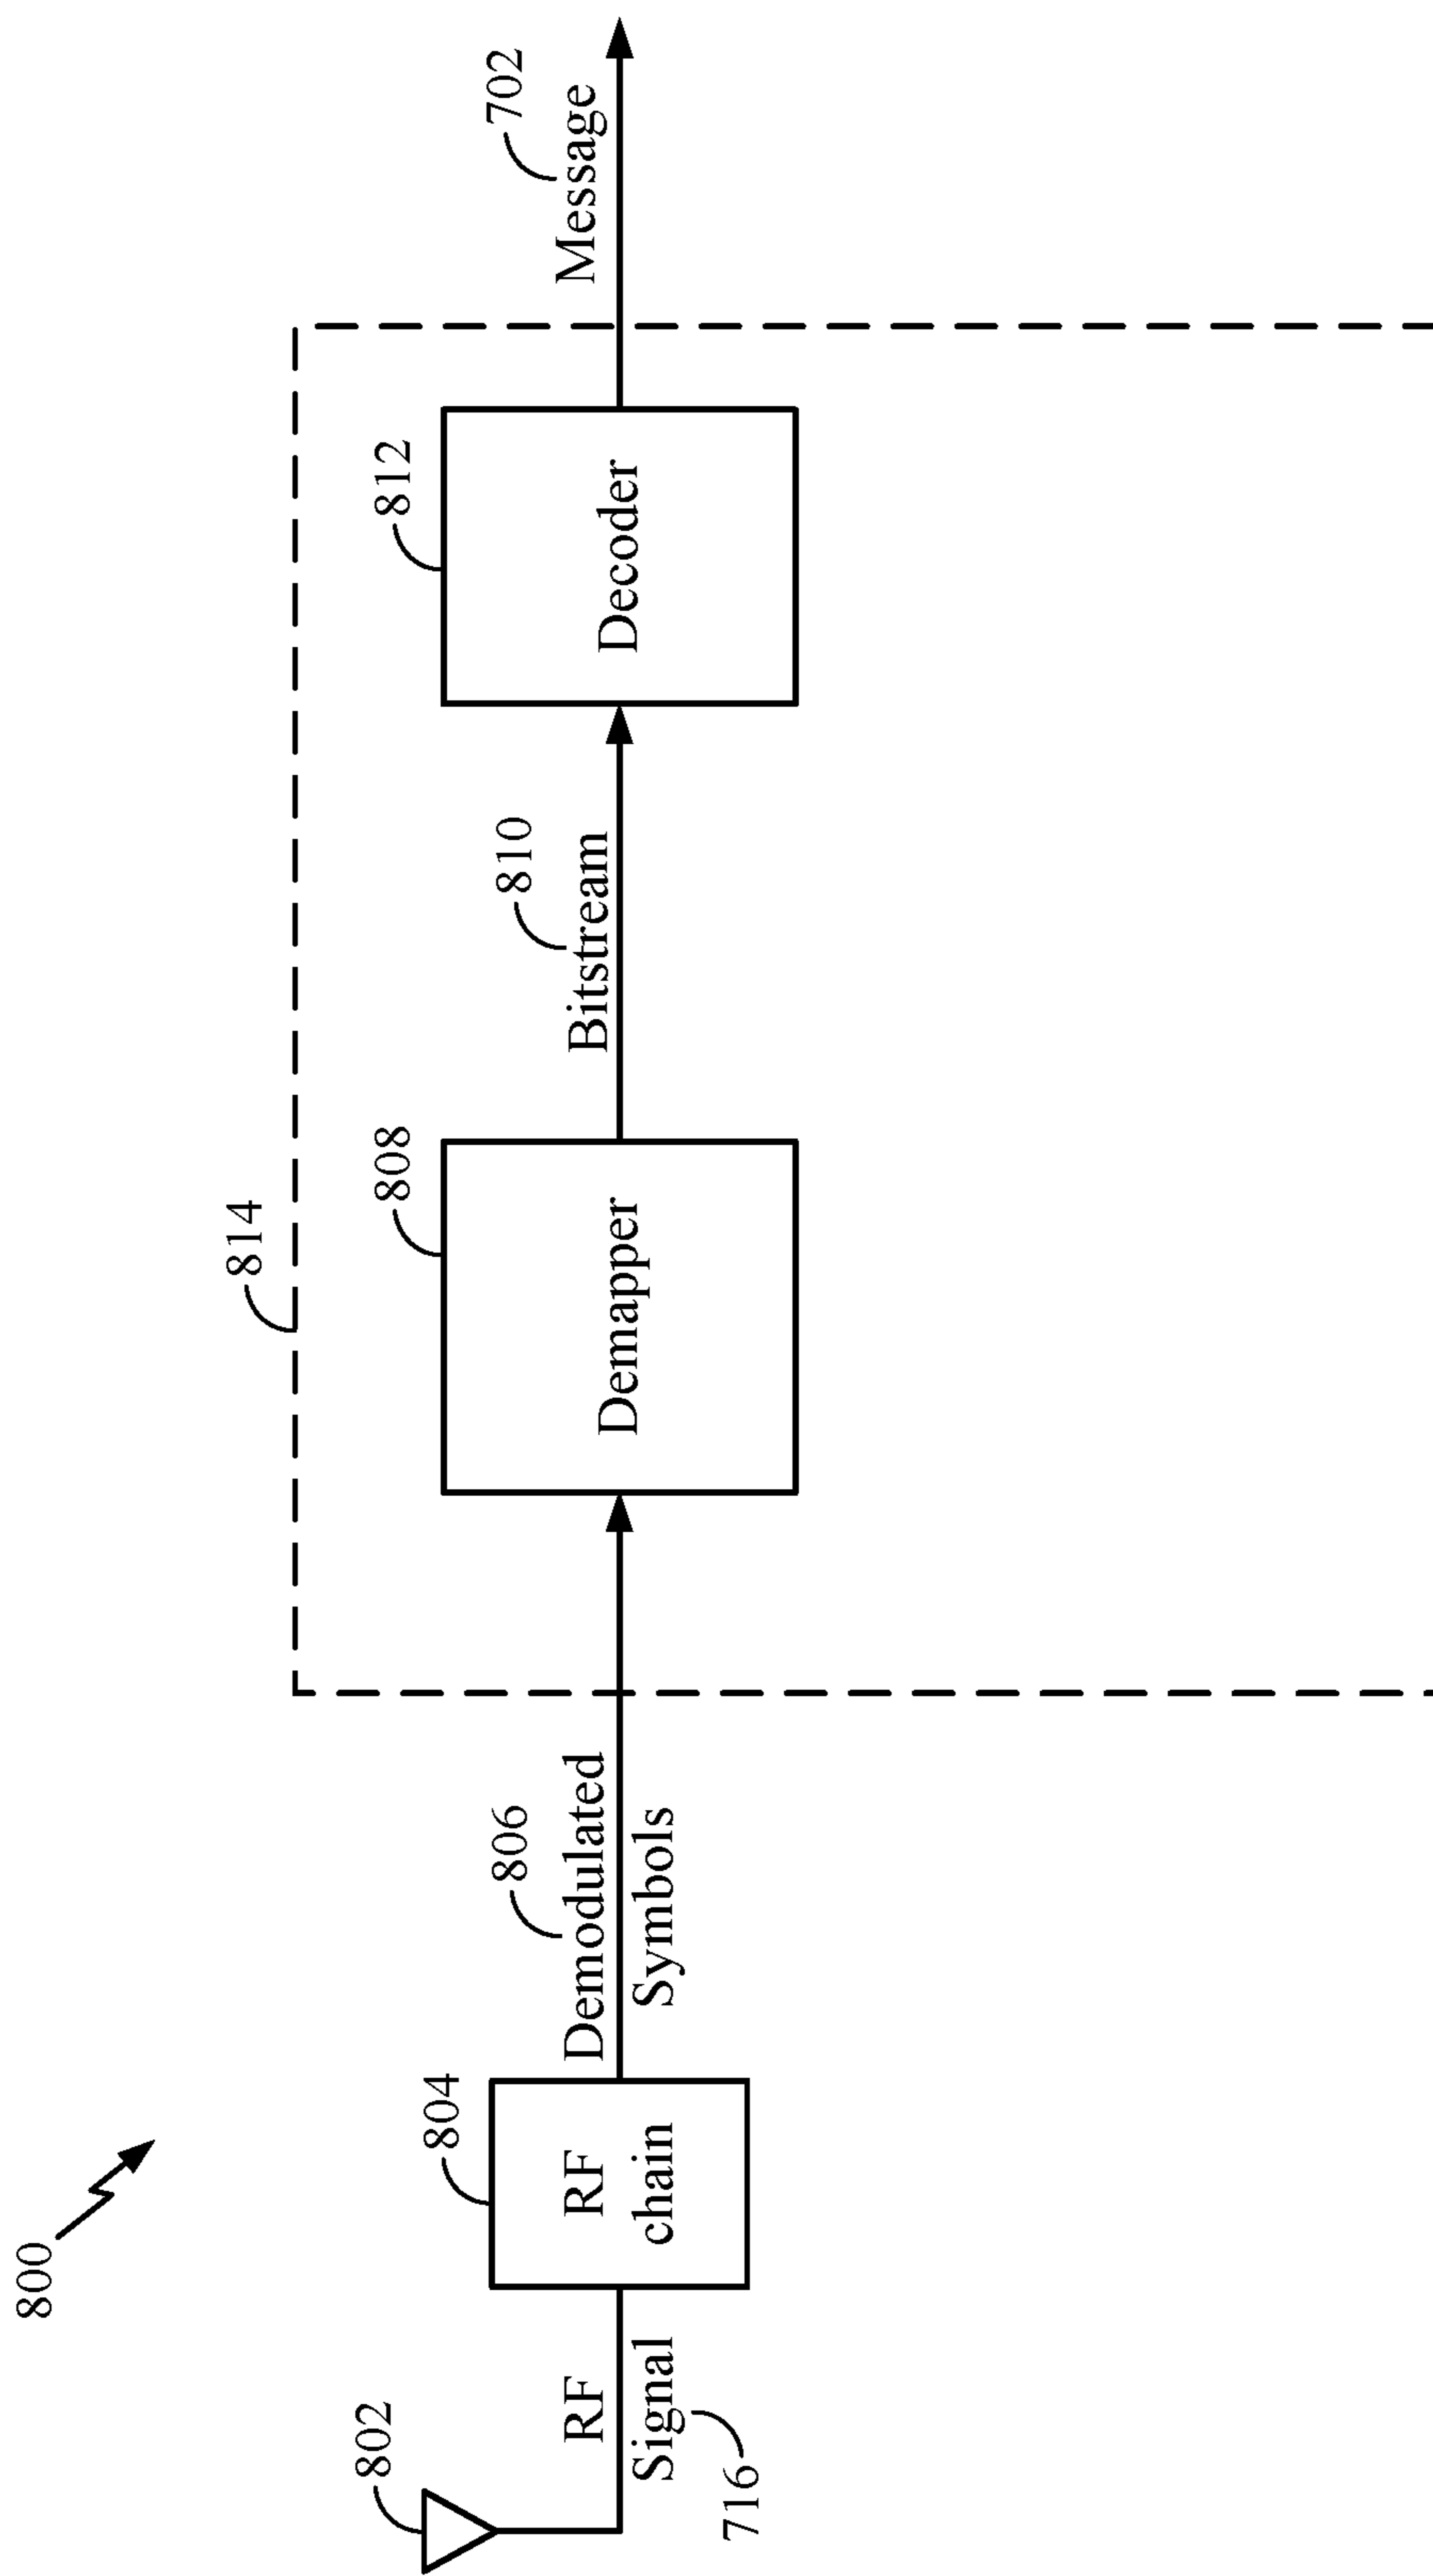 800
814
802
RF
Signal
716
804
RF
chain
806
Demodulated
Symbols
808
Demapper
810
Bitstream
812
Decoder
702
Message